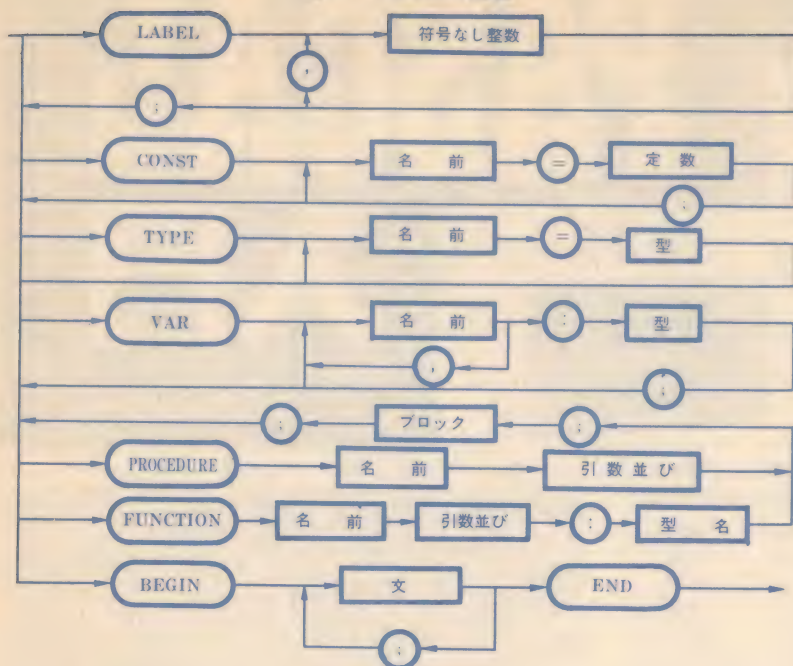 LABEL 符号なし整数
,
;
CONST 名前 = 定数
;
TYPE 名前 = 型
VAR 名前 : 型
,
;
; ブロック ;
PROCEDURE 名前 引数並び
FUNCTION 名前 引数並び : 型名
BEGIN 文 END
;